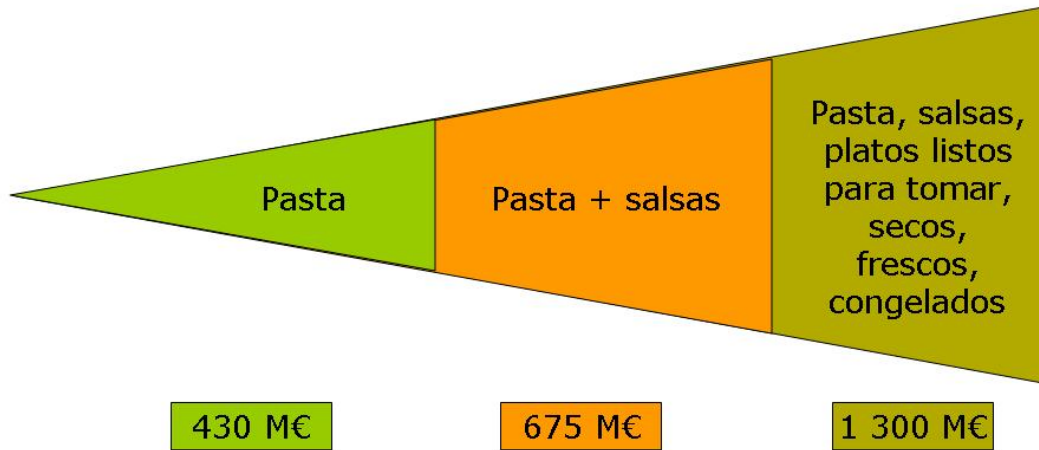 Pasta
Pasta + salsas
Pasta, salsas,
platos listos
para tomar,
secos,
frescos,
congelados
430 M€
675 M€
1 300 M€